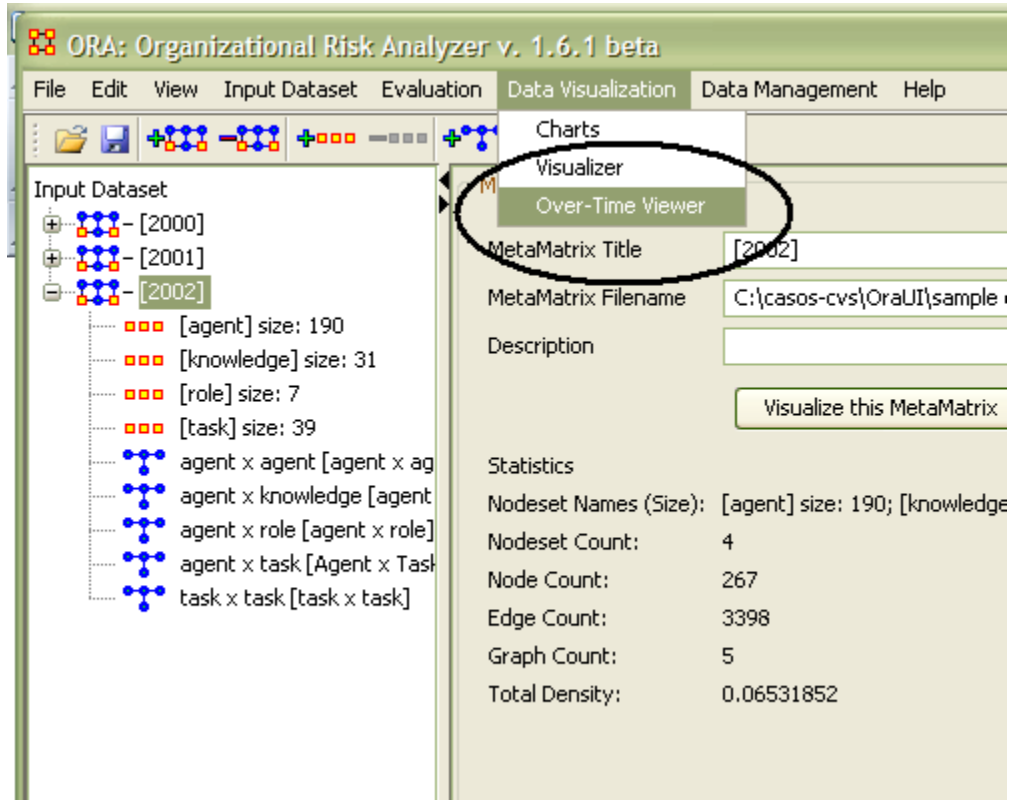 ORA: Organizational Risk Analyzer v. 1.6.1 beta
File Edit View Input Dataset Evaluation Data Visualization Data Management Help
Charts
Visualizer
Over-Time Viewer
Input Dataset
[2000]
[2001]
[2002]
[agent] size: 190
[knowledge] size: 31
[role] size: 7
[task] size: 39
agent x agent [agent x ag
agent x knowledge [agent
agent x role [agent x role]
agent x task [Agent x Task
task x task [task x task]
M
MetaMatrix Title [2002]
MetaMatrix Filename C:\casos-cvs\OraUI\sample
Description
Visualize this MetaMatrix
Statistics
Nodeset Names (Size): [agent] size: 190; [knowledge
Nodeset Count: 4
Node Count: 267
Edge Count: 3398
Graph Count: 5
Total Density: 0.06531852